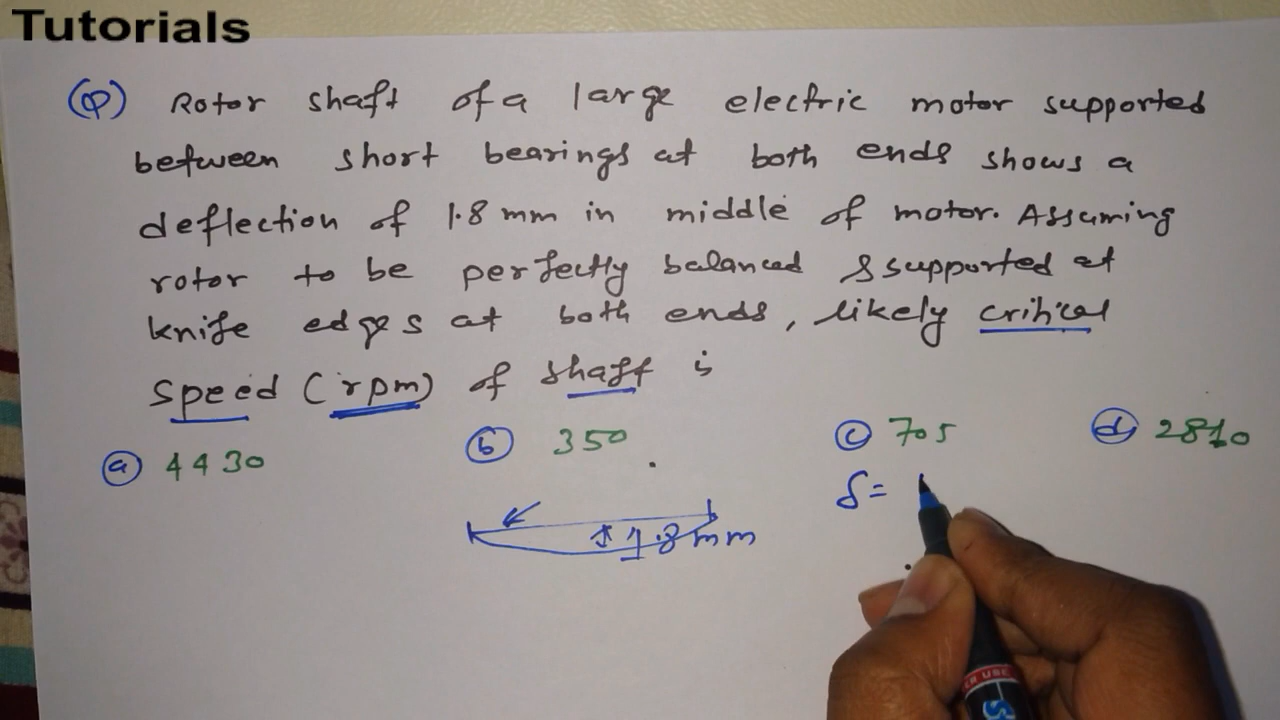 Tutorials
(Q) Rotor shaft of a large electric motor supported
between short bearings at both ends shows a
deflection of 1.8 mm in middle of motor. Assuming
rotor to be perfectly balanced & supported at
knife edges at both ends, likely critical
speed (rpm) of shaft is
(a) 4430 (b) 350 (c) 705 (d) 2810
δ =
1.8 mm